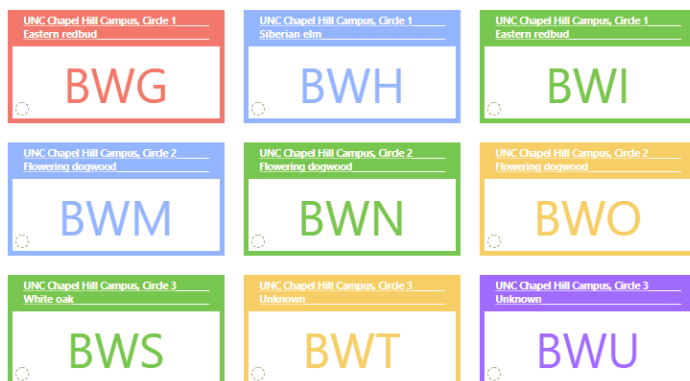 UNC Chapel Hill Campus, Circle 1
Eastern redbud
BWG
UNC Chapel Hill Campus, Circle 1
Siberian elm
BWH
UNC Chapel Hill Campus, Circle 1
Eastern redbud
BWI
UNC Chapel Hill Campus, Circle 2
Flowering dogwood
BWM
UNC Chapel Hill Campus, Circle 2
Flowering dogwood
BWN
UNC Chapel Hill Campus, Circle 2
Flowering dogwood
BWO
UNC Chapel Hill Campus, Circle 3
White oak
BWS
UNC Chapel Hill Campus, Circle 3
Unknown
BWT
UNC Chapel Hill Campus, Circle 3
Unknown
BWU